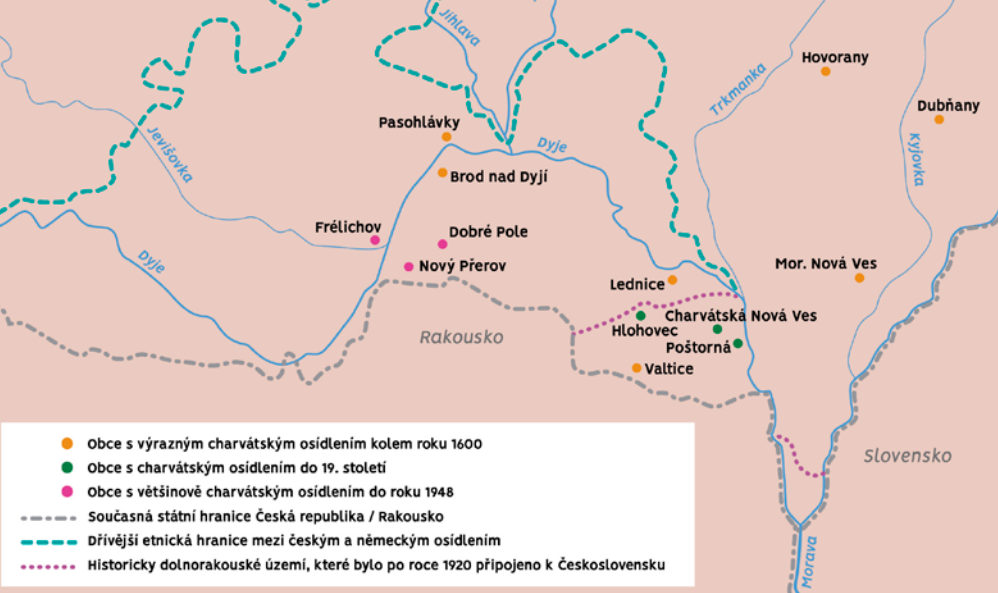 Jihlava
Hovorany
Trkmanka
Dubňany
Pasohlávky
Jevišovka
Dyje
Kyjovka
Brod nad Dyjí
Frélichov
Dobré Pole
Dyje
Nový Přerov
Mor. Nová Ves
Lednice
Charvátská Nová Ves
Hlohovec
Rakousko
Poštorná
Valtice
Slovensko
Obce s výrazným charvátským osídlením kolem roku 1600
Obce s charvátským osídlením do 19. století
Obce s většinově charvátským osídlením do roku 1948
Současná státní hranice Česká republika / Rakousko
Dřívější etnická hranice mezi českým a německým osídlením
Historicky dolnorakouské území, které bylo po roce 1920 připojeno k Československu
Morava